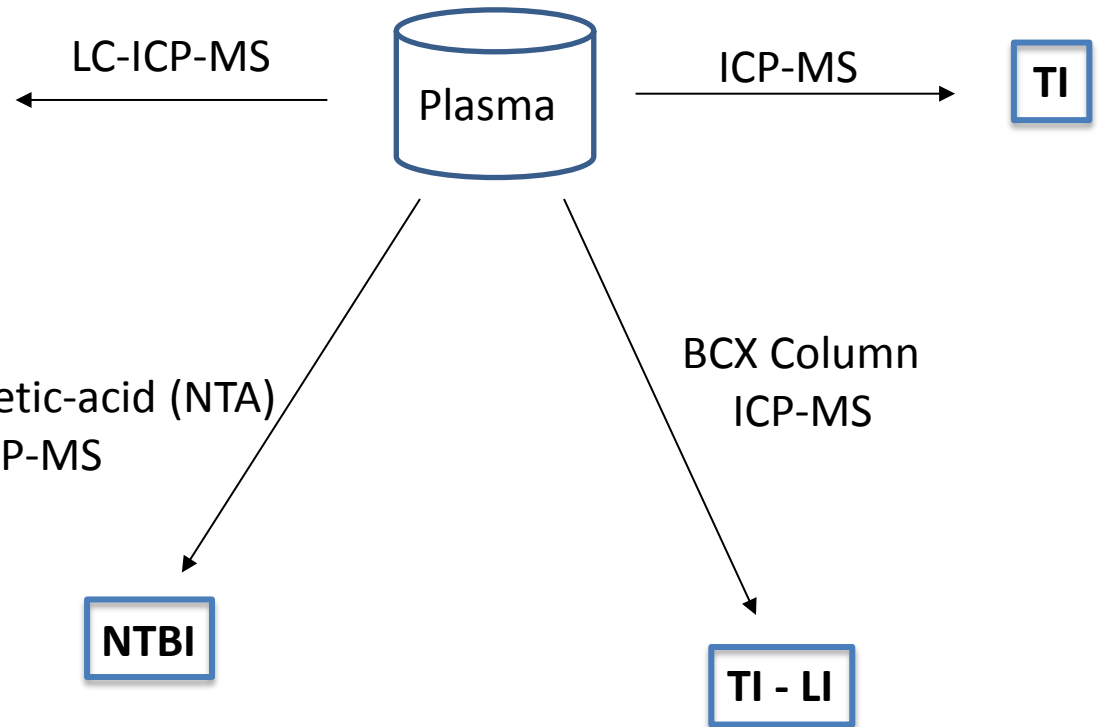 LC-ICP-MS
Plasma
ICP-MS
TI
etic-acid (NTA)
P-MS
BCX Column
ICP-MS
NTBI
TI - LI